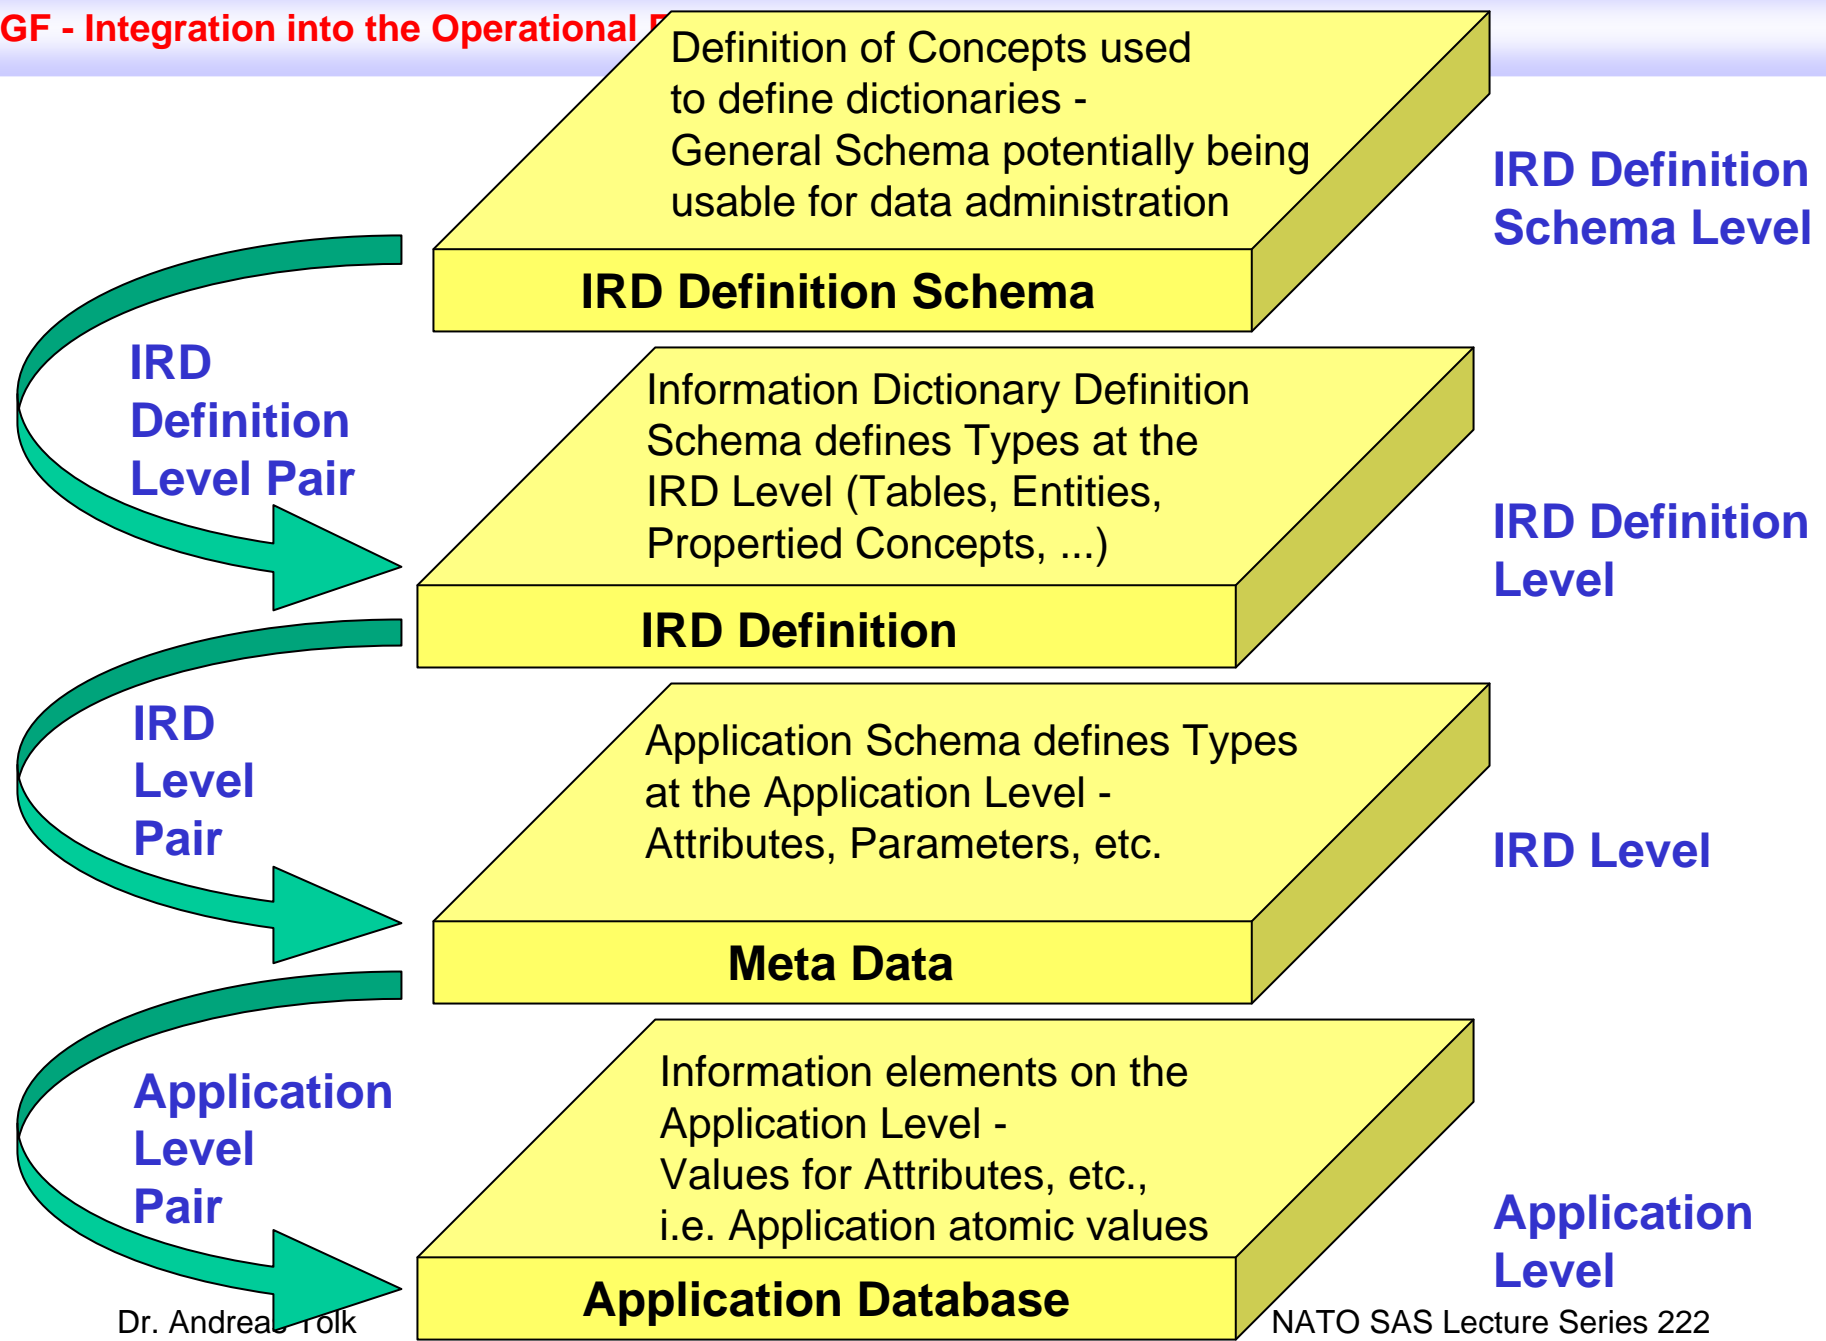 GF - Integration into the Operational
Definition of Concepts used
to define dictionaries -
General Schema potentially being
usable for data administration
IRD Definition Schema
IRD Definition
Schema Level
IRD
Definition
Level Pair
Information Dictionary Definition
Schema defines Types at the
IRD Level (Tables, Entities,
Propertied Concepts, ...)
IRD Definition
IRD Definition
Level
IRD
Level
Pair
Application Schema defines Types
at the Application Level -
Attributes, Parameters, etc.
Meta Data
IRD Level
Application
Level
Pair
Information elements on the
Application Level -
Values for Attributes, etc.,
i.e. Application atomic values
Application Database
Application
Level
Dr. Andreas Tolk
NATO SAS Lecture Series 222